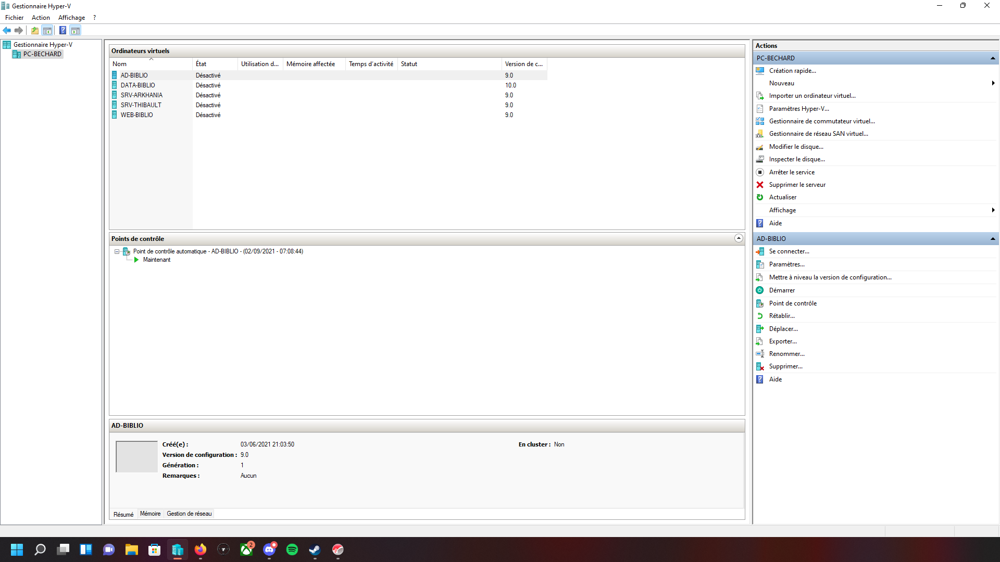 Gestionnaire Hyper-V
Fichier Action Affichage ?
Gestionnaire Hyper-V
PC-BECHARD
Ordinateurs virtuels
Nom État Utilisation d... Mémoire affectée Temps d'activité Statut Version de c...
AD-BIBLIO Désactivé 9.0
DATA-BIBLIO Désactivé 10.0
SRV-ARKHANIA Désactivé 9.0
SRV-THIBAULT Désactivé 9.0
WEB-BIBLIO Désactivé 9.0
Points de contrôle
Point de contrôle automatique - AD-BIBLIO - (02/09/2021 - 07:08:44)
Maintenant
AD-BIBLIO
Créé(e) : 03/06/2021 21:03:50 En cluster : Non
Version de configuration : 9.0
Génération : 1
Remarques : Aucun
Résumé Mémoire Gestion de réseau
Actions
PC-BECHARD
Création rapide...
Nouveau
Importer un ordinateur virtuel...
Paramètres Hyper-V...
Gestionnaire de commutateur virtuel...
Gestionnaire de réseau SAN virtuel...
Modifier le disque...
Inspecter le disque...
Arrêter le service
Supprimer le serveur
Actualiser
Affichage
Aide
AD-BIBLIO
Se connecter...
Paramètres...
Mettre à niveau la version de configuration...
Démarrer
Point de contrôle
Rétablir...
Déplacer...
Exporter...
Renommer...
Supprimer...
Aide
2